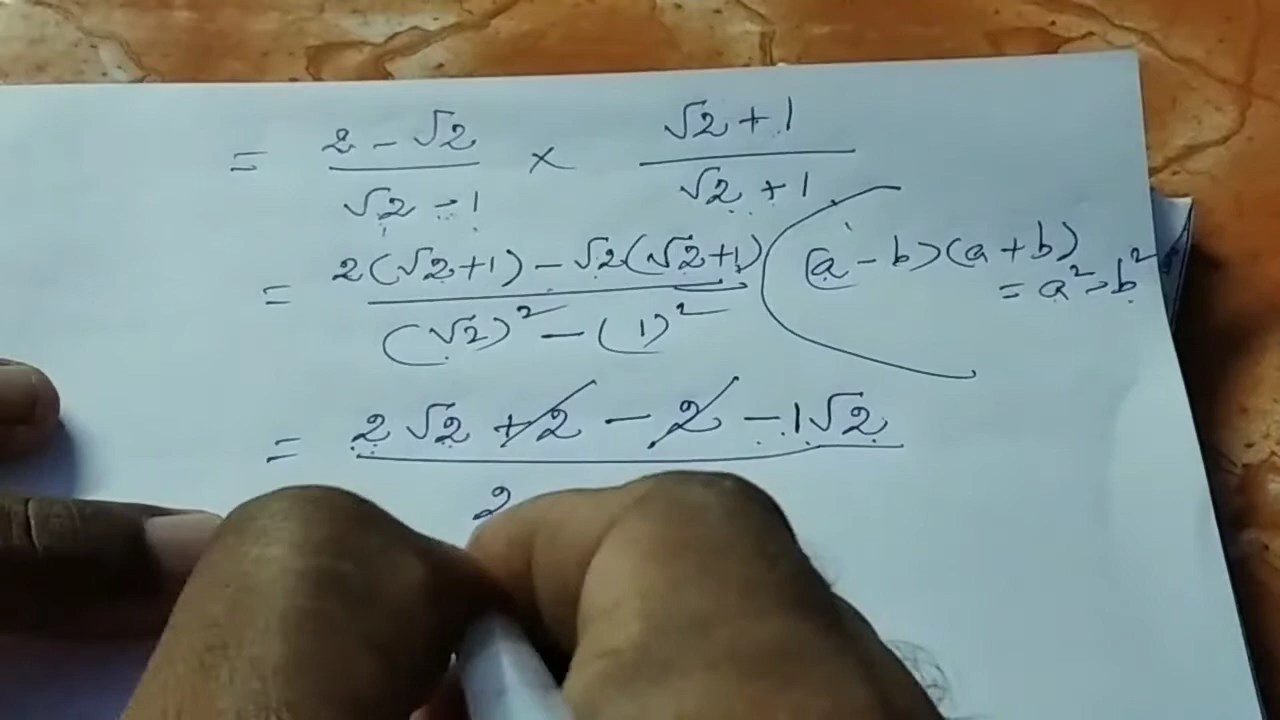 = 2 - √2 / √2 - 1 × √2 + 1 / √2 + 1
= 2(√2+1) - √2(√2+1) / (√2)² - (1)² (a - b)(a + b)
= a² - b²
= 2√2 + 2 - 2 - 1√2 / 2